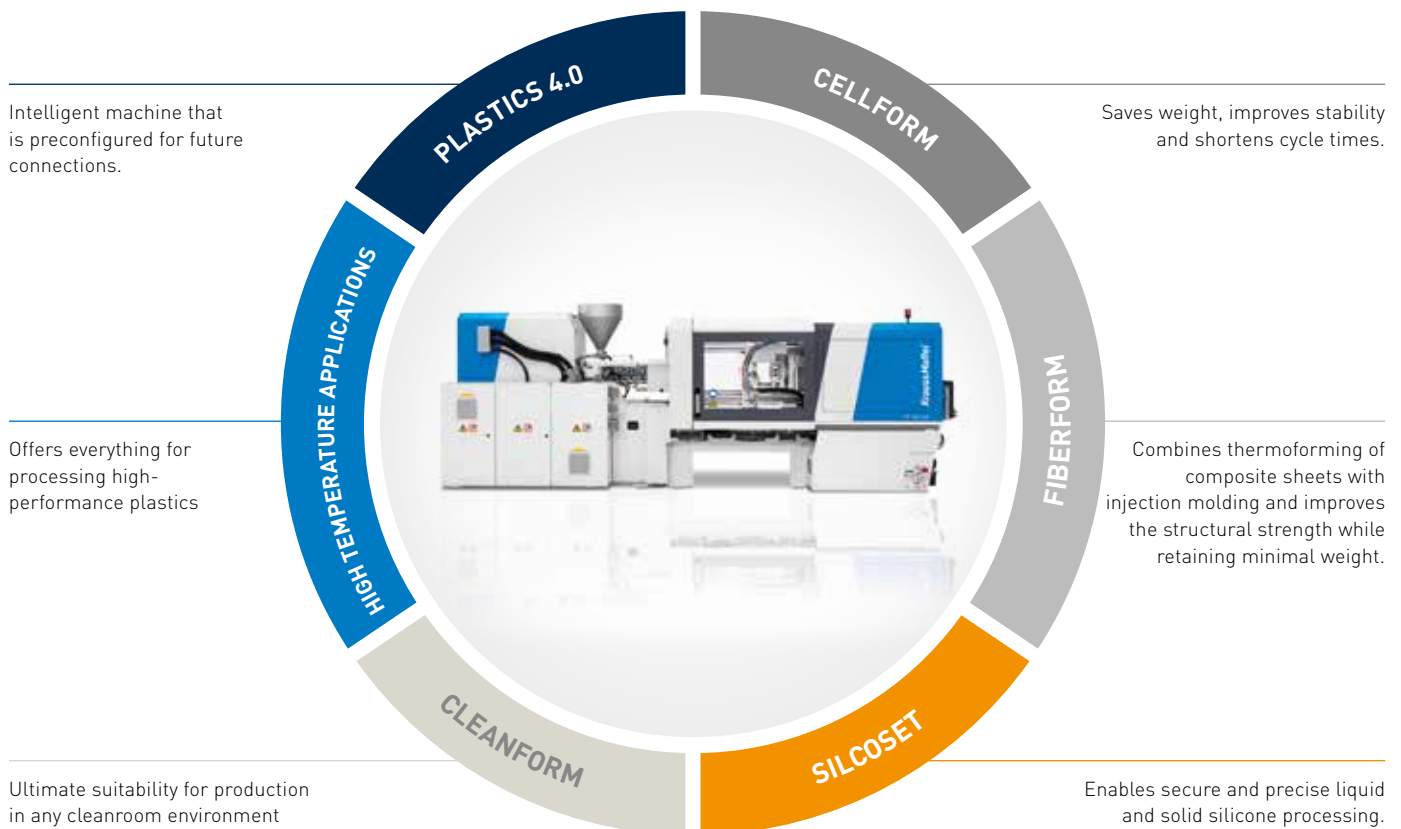 PLASTICS 4.0
Intelligent machine that
is preconfigured for future
connections.
CELLFORM
Saves weight, improves stability
and shortens cycle times.
HIGH TEMPERATURE APPLICATIONS
Offers everything for
processing high-
performance plastics
KraussMaffei
FIBERFORM
Combines thermoforming of
composite sheets with
injection molding and improves
the structural strength while
retaining minimal weight.
CLEANFORM
Ultimate suitability for production
in any cleanroom environment
SILCOSET
Enables secure and precise liquid
and solid silicone processing.